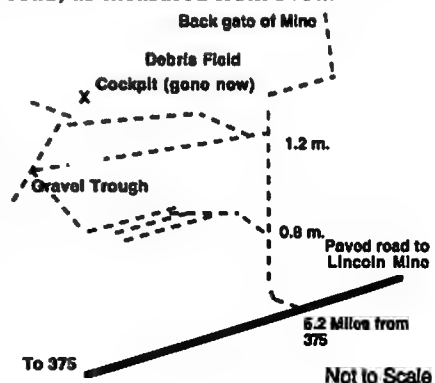 Back gate of Mine
Debris Field
Cockpit (gone now)
X
1.2 m.
Gravel Trough
0.8 m.
Paved road to
Lincoln Mine
6.2 Miles from
375
To 375
Not to Scale